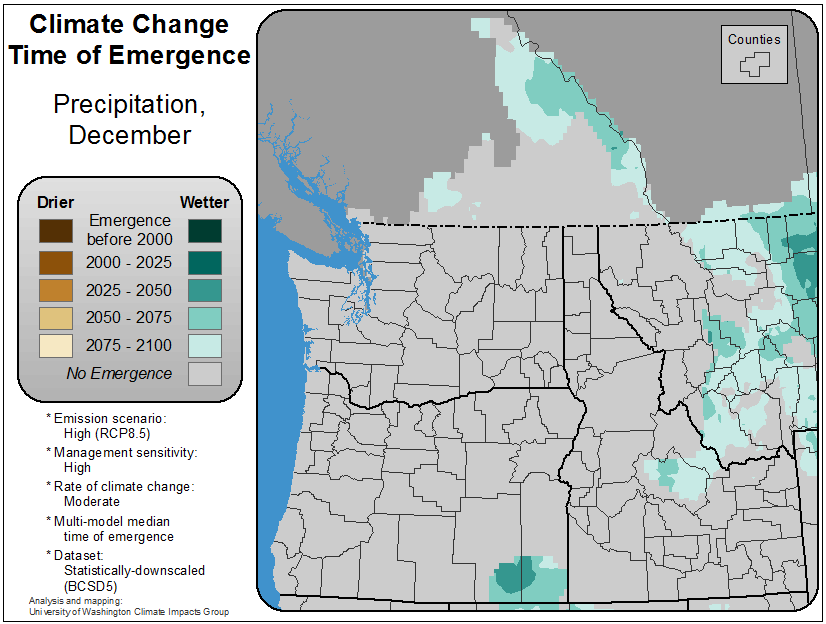 Climate Change
Time of Emergence
Precipitation,
December
Drier Wetter
Emergence
before 2000
2000 - 2025
2025 - 2050
2050 - 2075
2075 - 2100
No Emergence
* Emission scenario:
High (RCP8.5)
* Management sensitivity:
High
* Rate of climate change:
Moderate
* Multi-model median
time of emergence
* Dataset:
Statistically-downscaled
(BCSD5)
Analysis and mapping:
University of Washington Climate Impacts Group
Counties